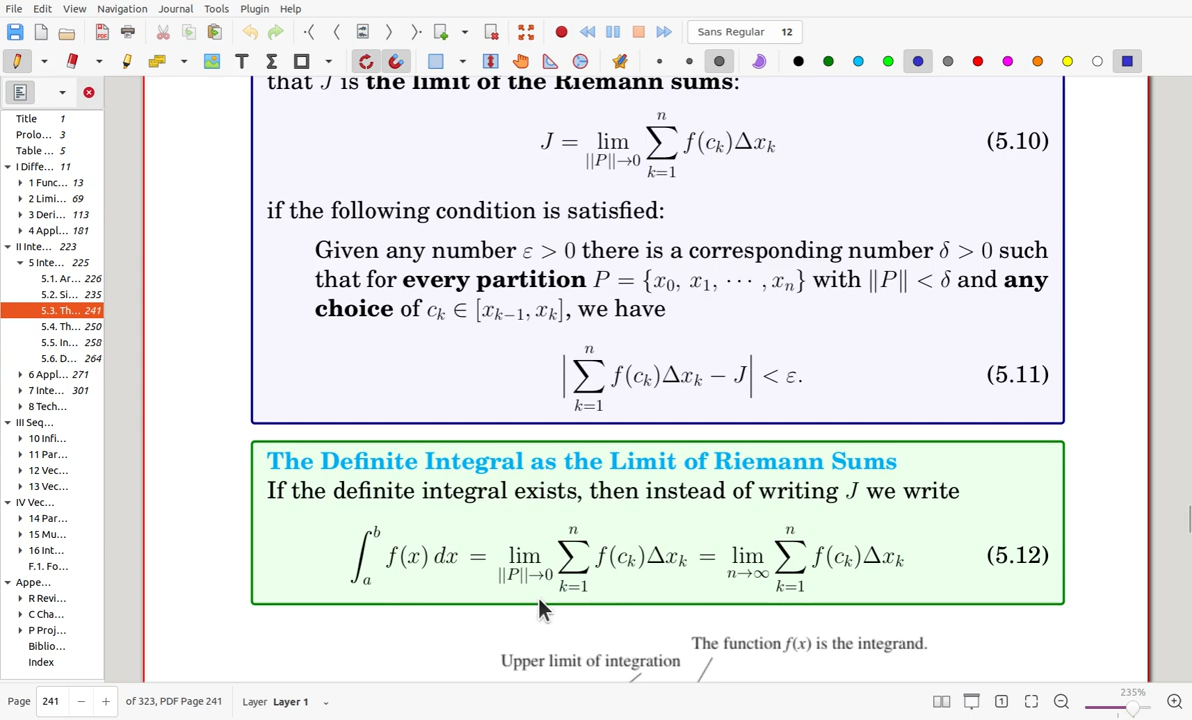 File Edit View Navigation Journal Tools Plugin Help
Sans Regular 12
Title 1
Prolo... 3
Table ... 5
I Diffe... 11
1 Func... 13
2 Limi... 69
3 Deri... 113
4 Appl... 181
II Inte... 223
5 Inte... 225
5.1. Ar... 226
5.2. Si... 235
5.3. Th... 241
5.4. Th... 250
5.5. In... 258
5.6. D... 264
6 Appl... 271
7 Inte... 301
8 Tech...
III Seq...
10 Infi...
11 Par...
12 Vec...
13 Vec...
IV Vec...
14 Par...
15 Mu...
16 Int...
F.1. Fo...
Appe...
R Revi...
C Cha...
P Proj...
Biblio...
Index
that J is the limit of the Riemann sums:
J = lim_{||P||→0} ∑_{k=1}^{n} f(c_k)Δx_k (5.10)
if the following condition is satisfied:
Given any number ε > 0 there is a corresponding number δ > 0 such
that for every partition P = {x_0, x_1, ⋯ , x_n} with ‖P‖ < δ and any
choice of c_k ∈ [x_{k−1}, x_k], we have
|∑_{k=1}^{n} f(c_k)Δx_k − J| < ε. (5.11)
The Definite Integral as the Limit of Riemann Sums
If the definite integral exists, then instead of writing J we write
∫_a^b f(x) dx = lim_{||P||→0} ∑_{k=1}^{n} f(c_k)Δx_k = lim_{n→∞} ∑_{k=1}^{n} f(c_k)Δx_k (5.12)
The function f(x) is the integrand.
Upper limit of integration
Page 241 − + of 323, PDF Page 241 Layer Layer 1
235%